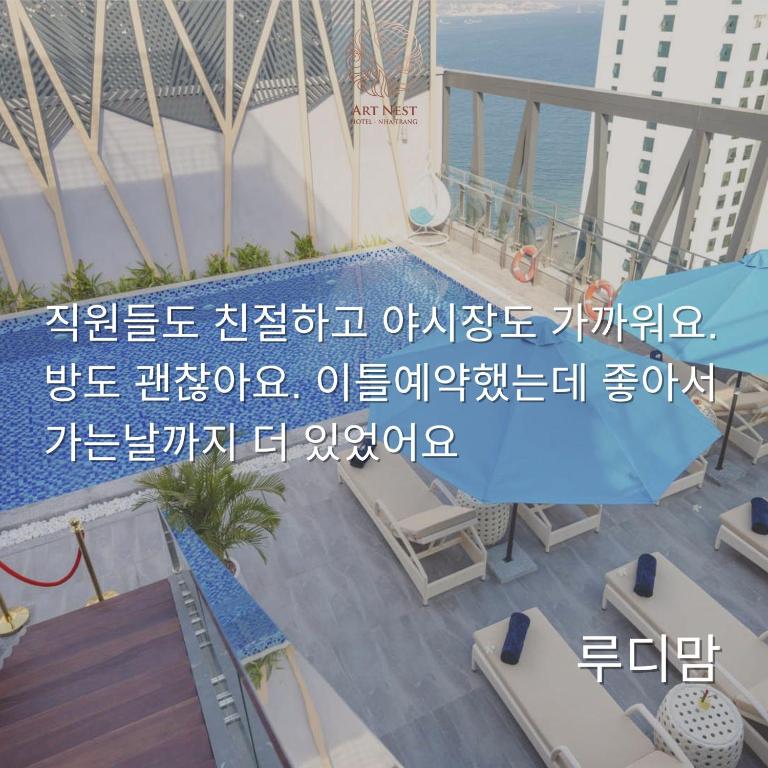 ART NEST
HOTEL - NHA TRANG
직원들도 친절하고 야시장도 가까워요.
방도 괜찮아요. 이틀예약했는데 좋아서
가는날까지 더 있었어요
루디맘